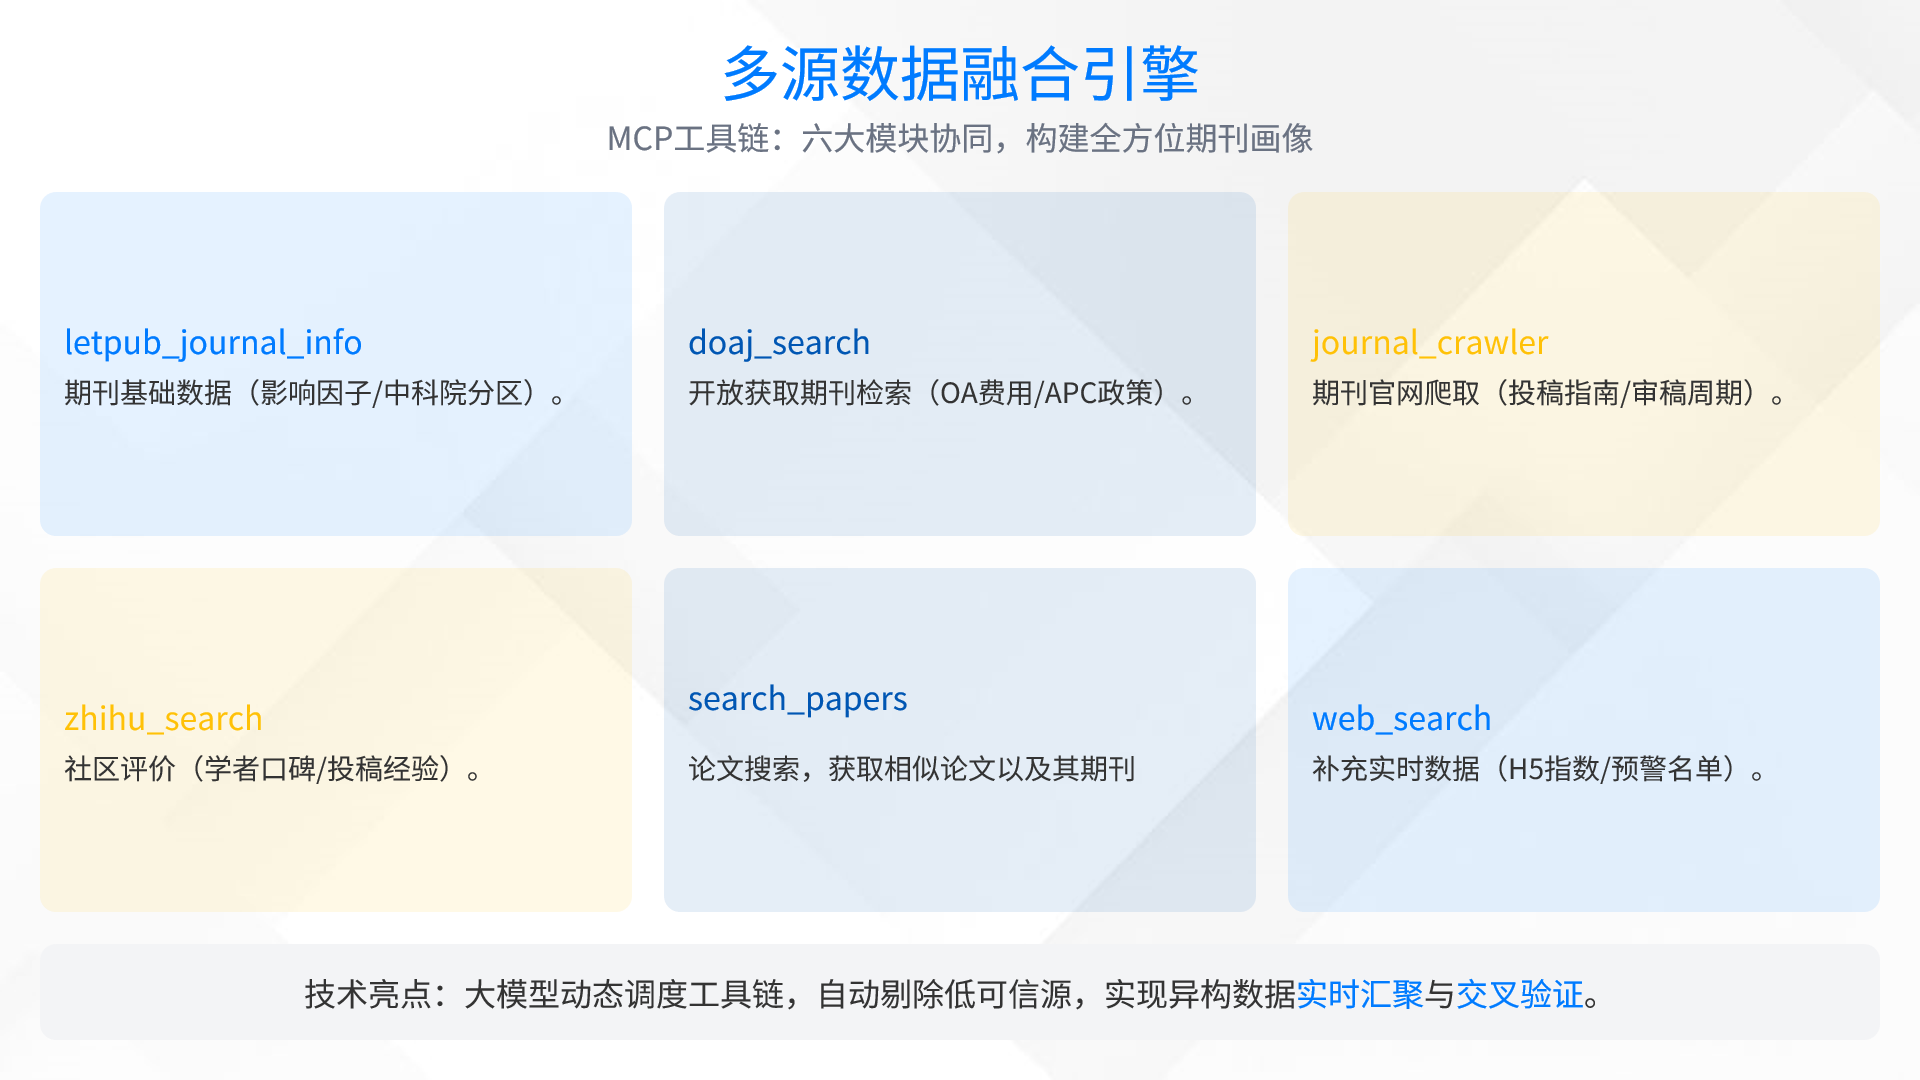 多源数据融合引擎
MCP工具链：六大模块协同，构建全方位期刊画像
letpub_journal_info
期刊基础数据（影响因子/中科院分区）。
doaj_search
开放获取期刊检索（OA费用/APC政策）。
journal_crawler
期刊官网爬取（投稿指南/审稿周期）。
zhihu_search
社区评价（学者口碑/投稿经验）。
search_papers
论文搜索，获取相似论文以及其期刊
web_search
补充实时数据（H5指数/预警名单）。
技术亮点：大模型动态调度工具链，自动剔除低可信源，实现异构数据实时汇聚与交叉验证。